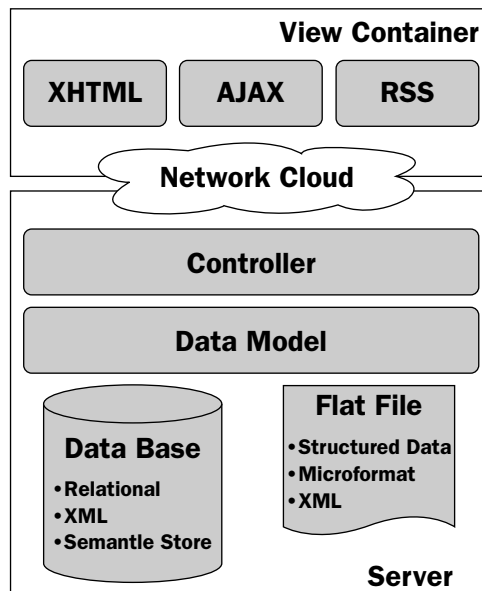 View Container
XHTML
AJAX
RSS
Network Cloud
Controller
Data Model
Data Base
•Relational
•XML
•Semantle Store
Flat File
•Structured Data
•Microformat
•XML
Server